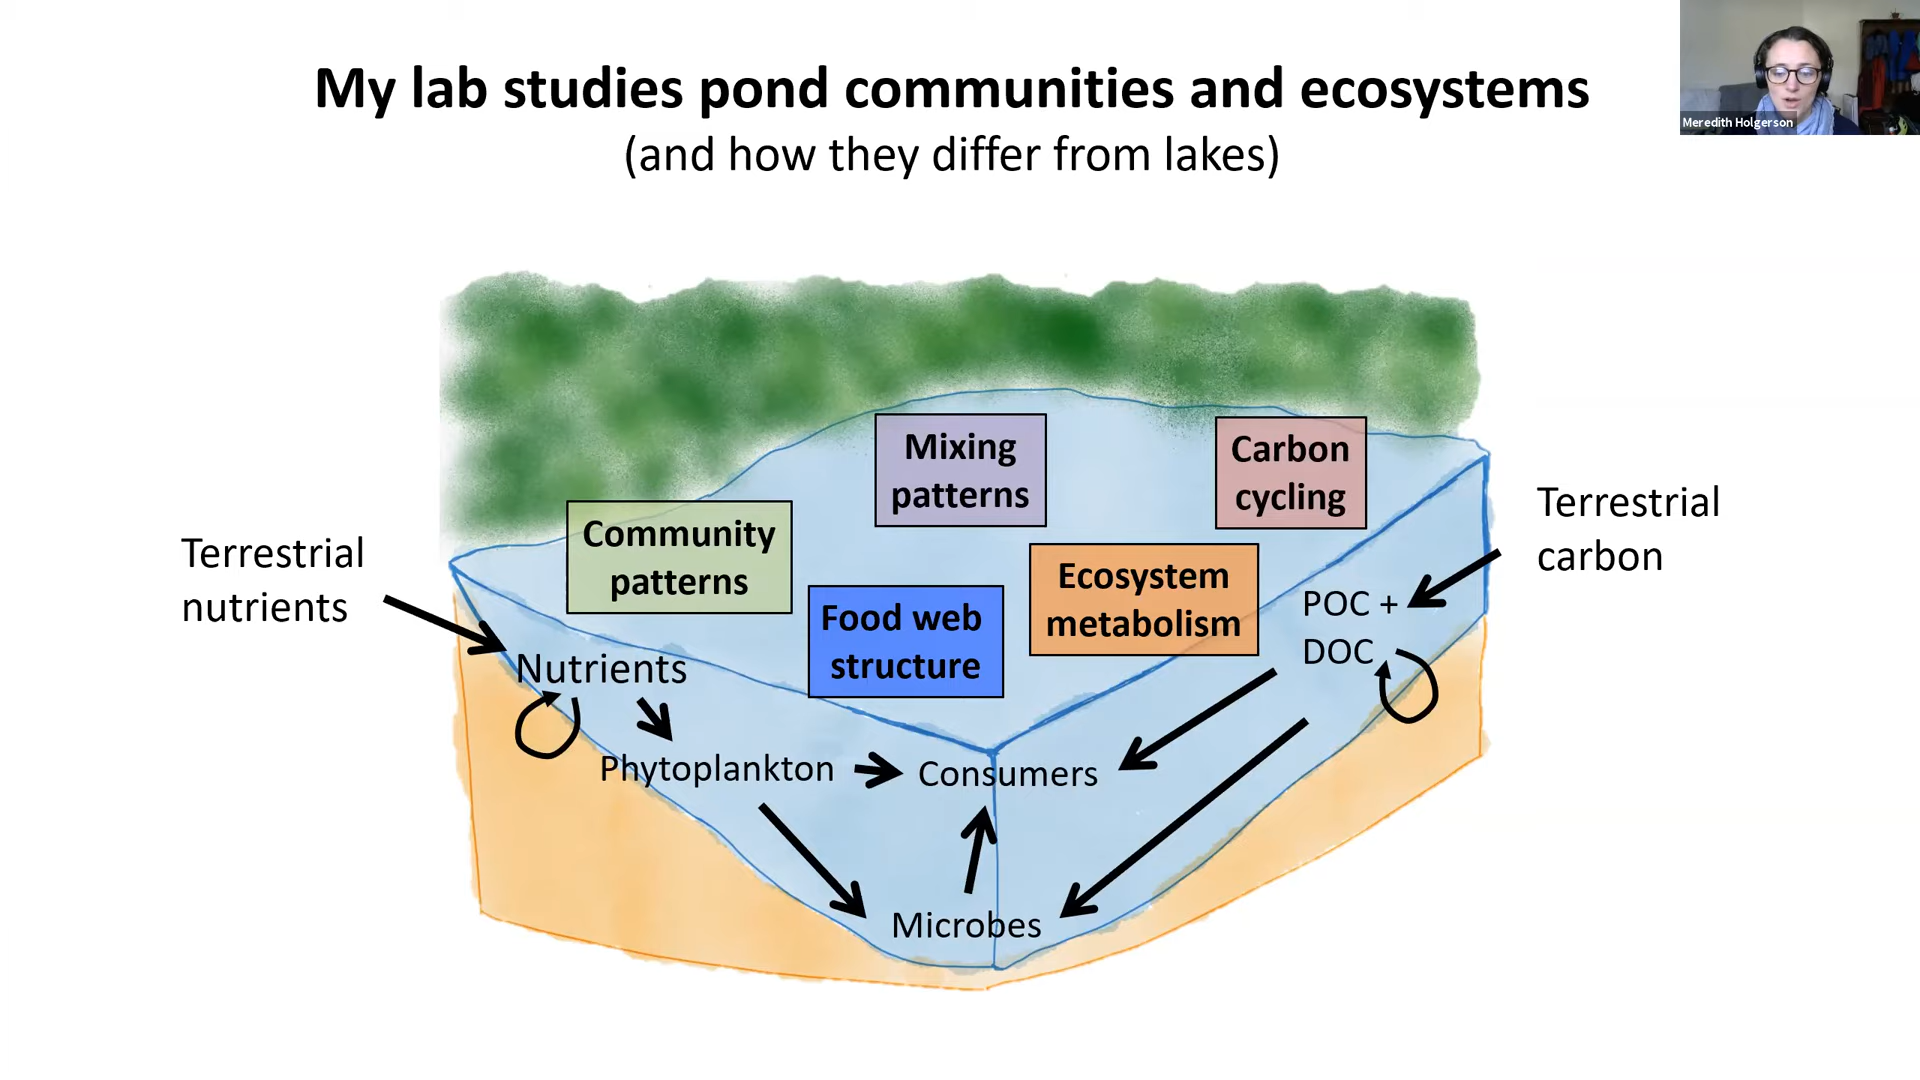 My lab studies pond communities and ecosystems
(and how they differ from lakes)
Meredith Holgerson
Mixing
patterns
Carbon
cycling
Community
patterns
Food web
structure
Ecosystem
metabolism
Terrestrial
nutrients
Terrestrial
carbon
POC +
DOC
Nutrients
Phytoplankton
Consumers
Microbes